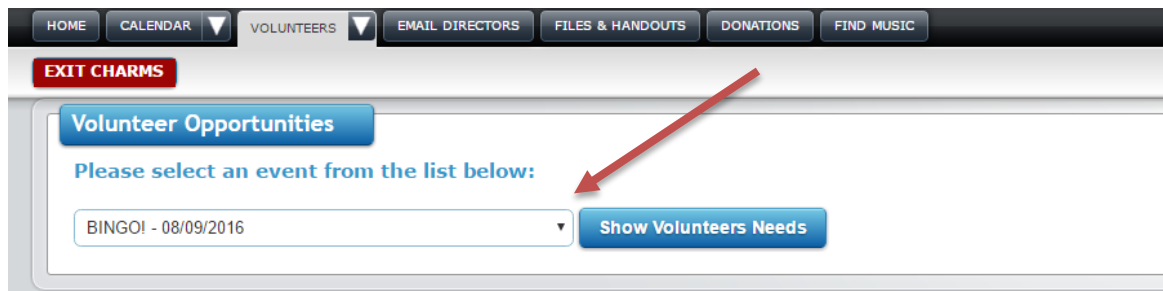 HOME CALENDAR VOLUNTEERS EMAIL DIRECTORS FILES & HANDOUTS DONATIONS FIND MUSIC
EXIT CHARMS
Volunteer Opportunities
Please select an event from the list below:
BINGO! - 08/09/2016 Show Volunteers Needs